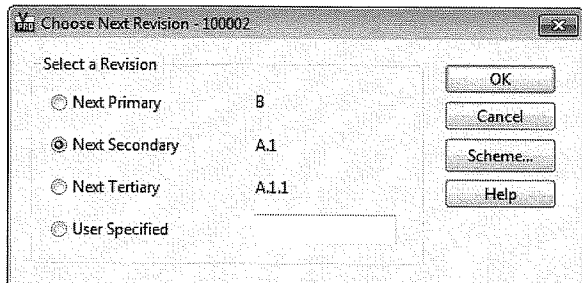 V
PRO Choose Next Revision - 100002
Select a Revision
Next Primary B
Next Secondary A.1
Next Tertiary A.1.1
User Specified
OK
Cancel
Scheme...
Help